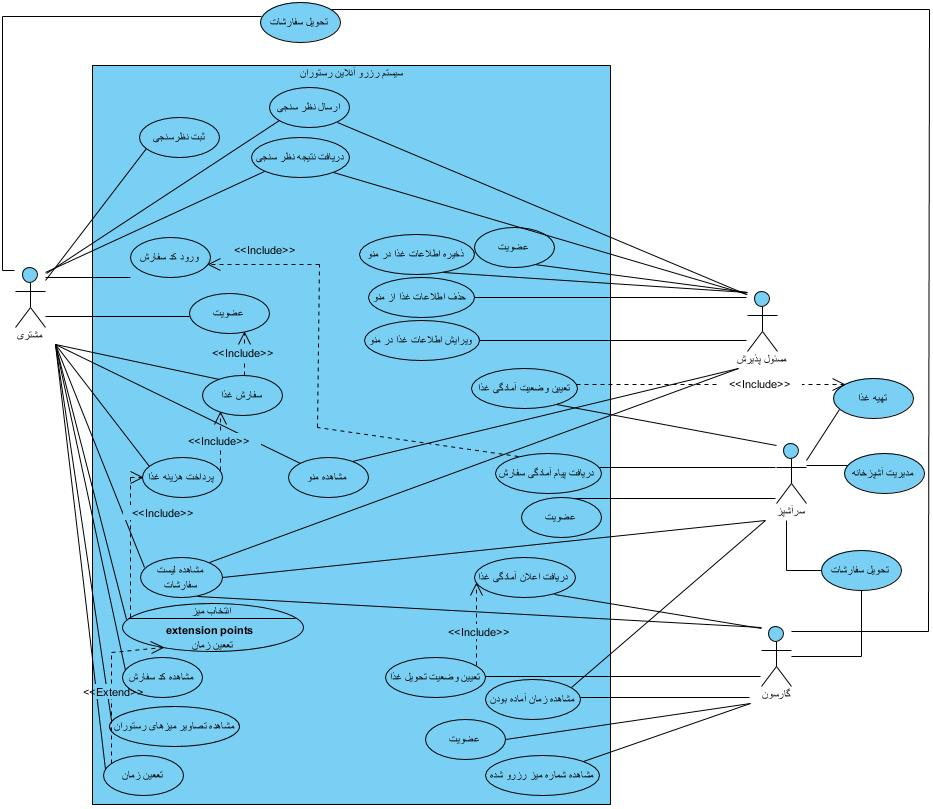 تحویل سفارشات
سیستم رزرو آنلاین رستوران
ارسال نظر سنجی
ثبت نظرسنجی
دریافت نتیجه نظر سنجی
ورود کد سفارش
<<Include>>
ذخیره اطلاعات غذا در منو
عضویت
حذف اطلاعات غذا از منو
عضویت
مشتری
ویرایش اطلاعات غذا در منو
<<Include>>
مسئول پذیرش
سفارش غذا
تعیین وضعیت آمادگی غذا
<<Include>>
تهیه غذا
<<Include>>
پرداخت هزینه غذا
مشاهده منو
دریافت پیام آمادگی سفارش
مدیریت آشپزخانه
<<Include>>
عضویت
سرآشپز
مشاهده لیست
سفارشات
دریافت اعلان آمادگی غذا
تحویل سفارشات
انتخاب میز
extension points
تعیین زمان
<<Include>>
مشاهده کد سفارش
تعیین وضعیت تحویل غذا
<<Extend>>
مشاهده زمان آماده بودن
گارسون
مشاهده تصاویر میزهای رستوران
عضویت
تعیین زمان
مشاهده شماره میز رزرو شده